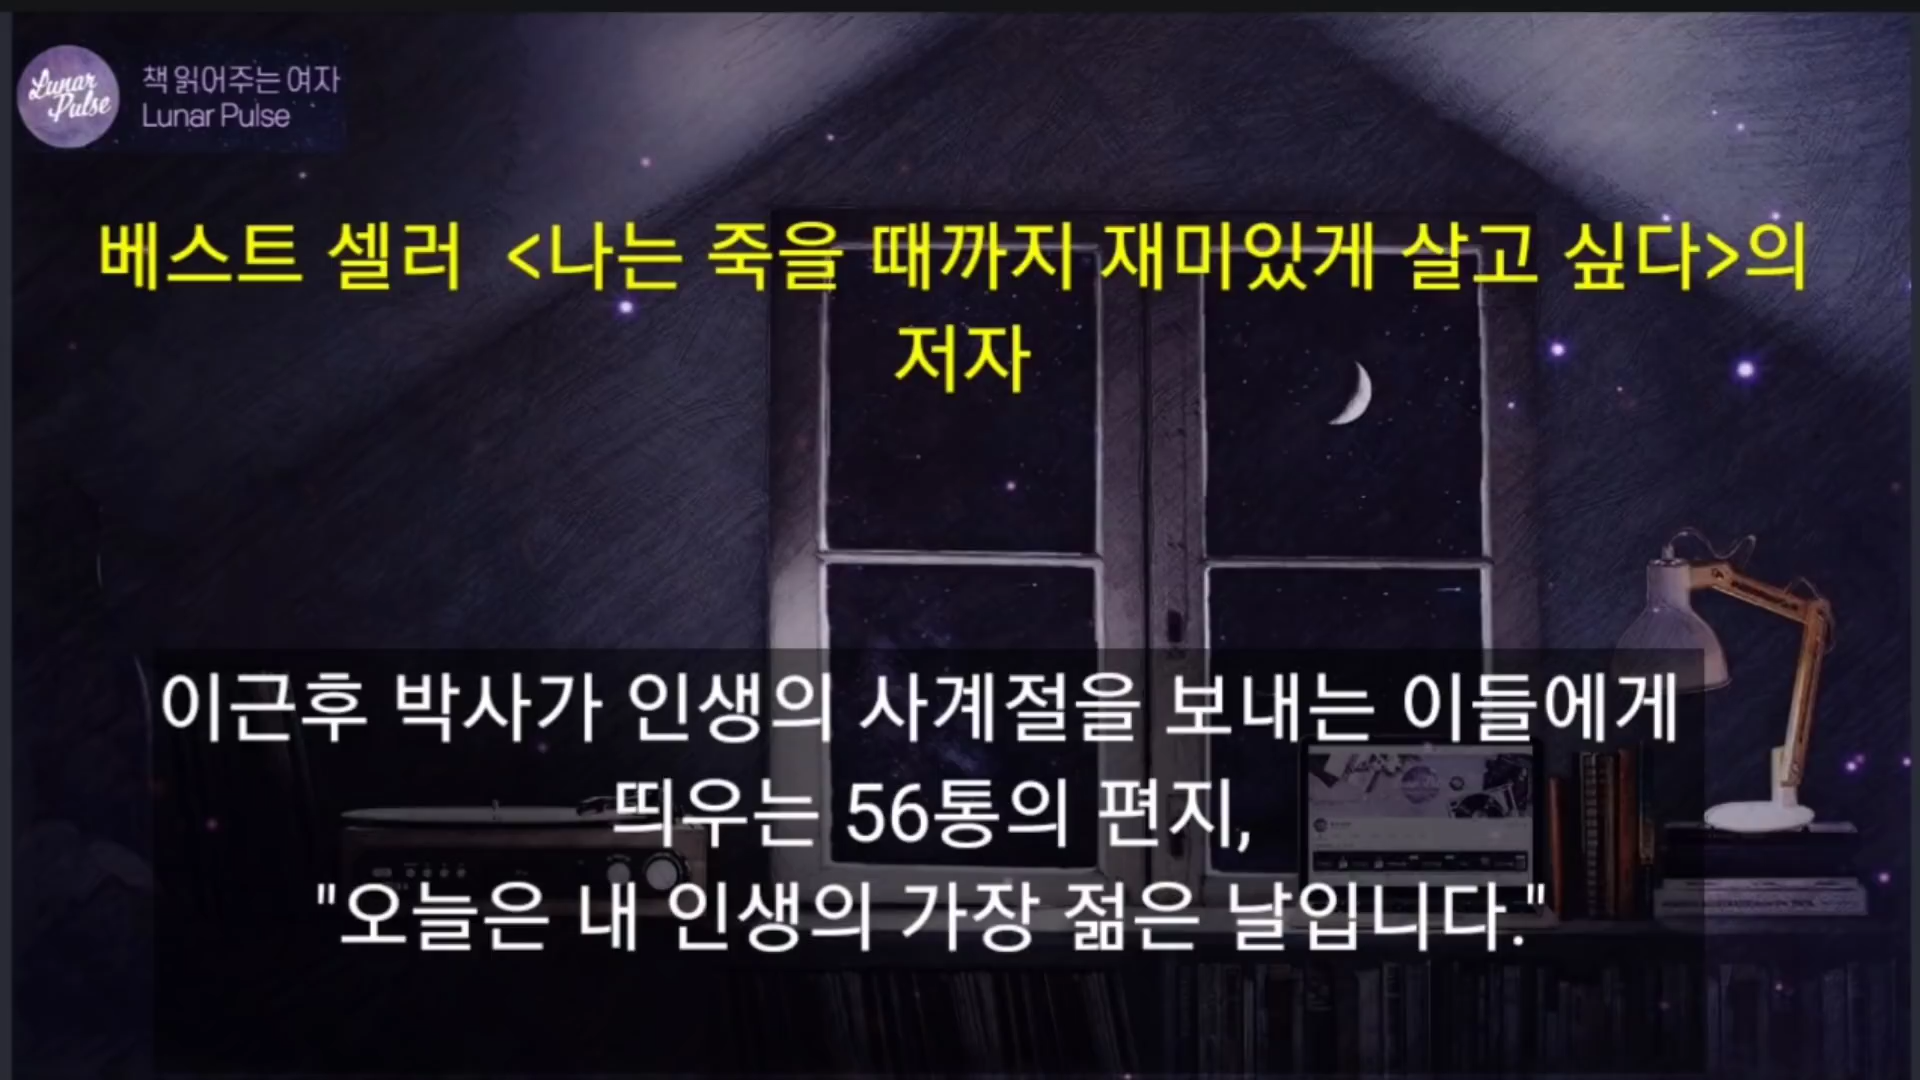 Lunar
Pulse
책 읽어주는 여자
Lunar Pulse
베스트 셀러 <나는 죽을 때까지 재미있게 살고 싶다>의
저자
이근후 박사가 인생의 사계절을 보내는 이들에게
띄우는 56통의 편지,
"오늘은 내 인생의 가장 젊은 날입니다."